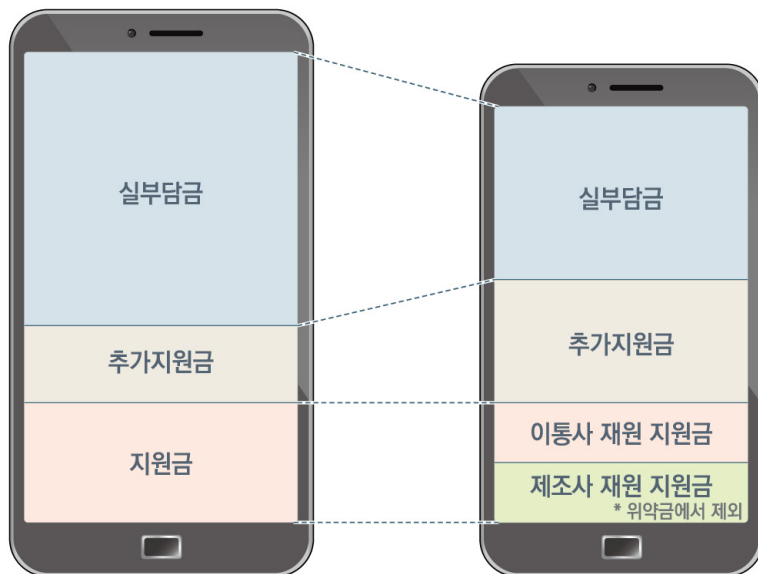 실부담금
추가지원금
지원금
실부담금
추가지원금
이통사 재원 지원금
제조사 재원 지원금
* 위약금에서 제외